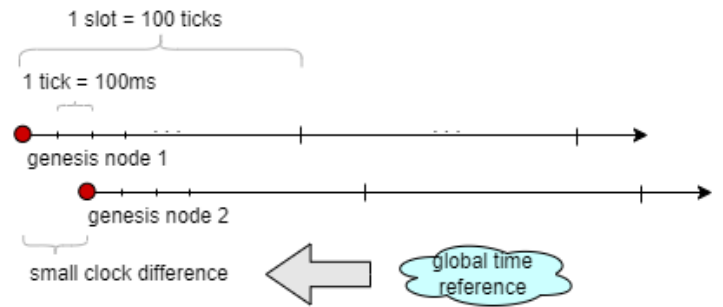 1 slot = 100 ticks
1 tick = 100ms
. . .
. . .
genesis node 1
genesis node 2
small clock difference
global time
reference